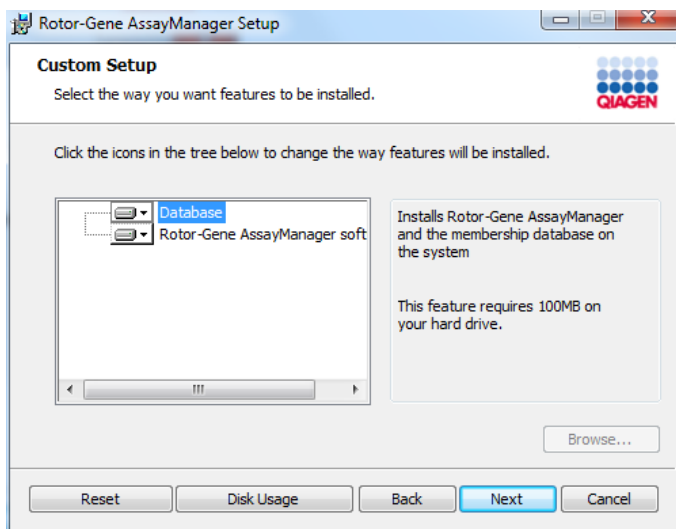 Rotor-Gene AssayManager Setup
Custom Setup
Select the way you want features to be installed.
QIAGEN
Click the icons in the tree below to change the way features will be installed.
Database
Rotor-Gene AssayManager soft
Installs Rotor-Gene AssayManager
and the membership database on
the system
This feature requires 100MB on
your hard drive.
Browse...
Reset
Disk Usage
Back
Next
Cancel